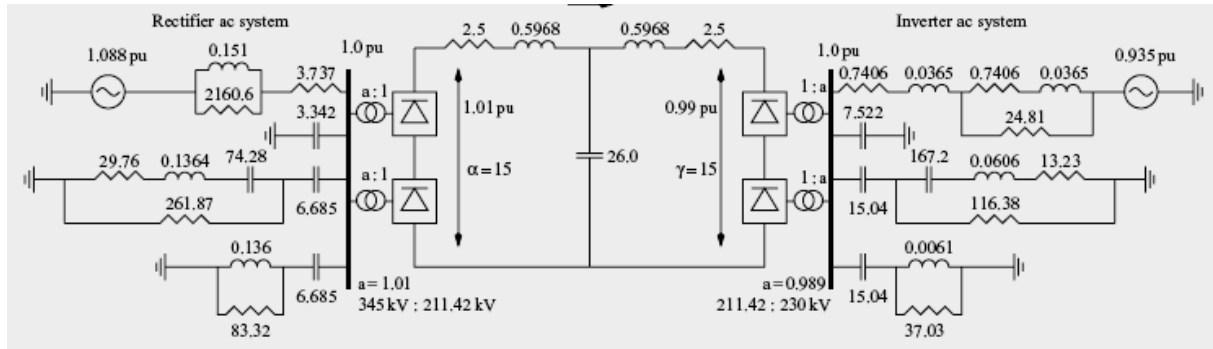 Rectifier ac system
Inverter ac system
2.5
0.5968
0.5968
2.5
1.088 pu
0.151
1.0 pu
1.0 pu
0.935 pu
3.737
2160.6
0.7406
0.0365
0.7406
0.0365
a : 1
1.01 pu
0.99 pu
1 : a
3.342
7.522
24.81
29.76
0.1364
74.28
a : 1
α = 15
26.0
γ = 15
1 : a
167.2
0.0606
13.23
261.87
6.685
15.04
116.38
0.136
0.0061
6.685
a = 1.01
a = 0.989
15.04
345 kV : 211.42 kV
211.42 : 230 kV
83.32
37.03